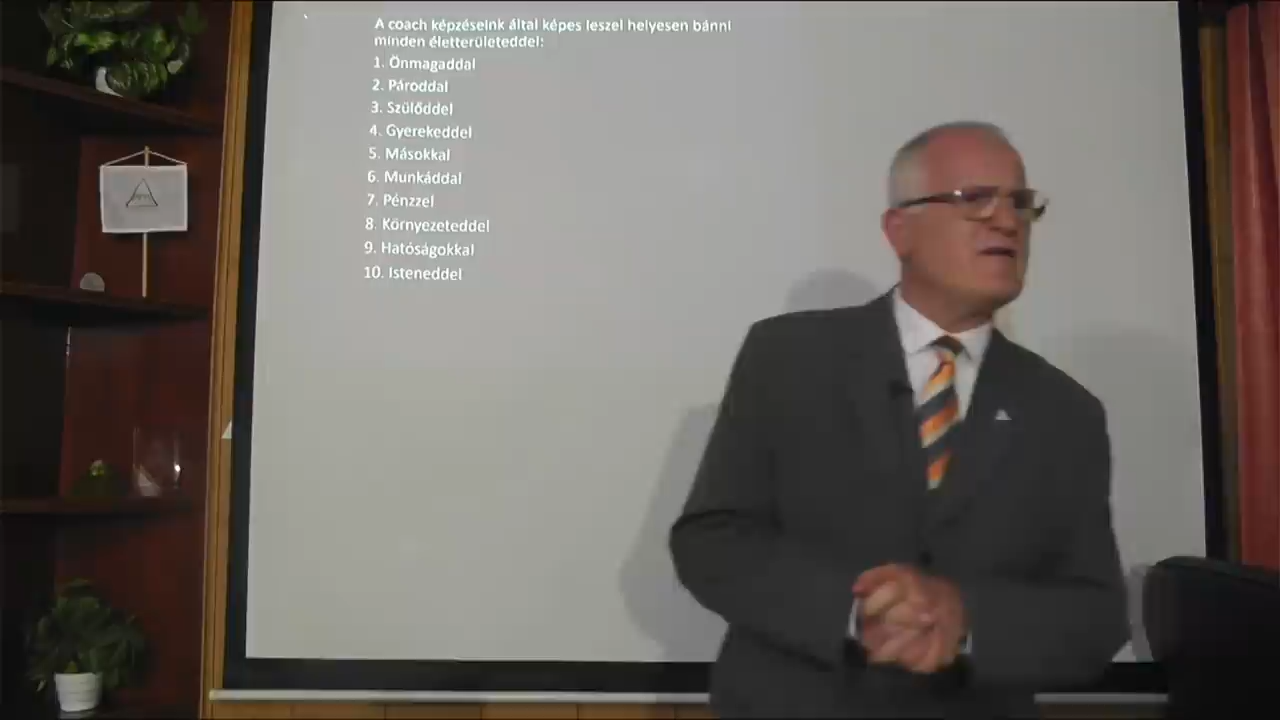 A coach képzéseink által képes leszel helyesen bánni
minden életterületeddel:
1. Önmagaddal
2. Pároddal
3. Szülőddel
4. Gyerekeddel
5. Másokkal
6. Munkáddal
7. Pénzzel
8. Környezeteddel
9. Hatóságokkal
10. Isteneddel